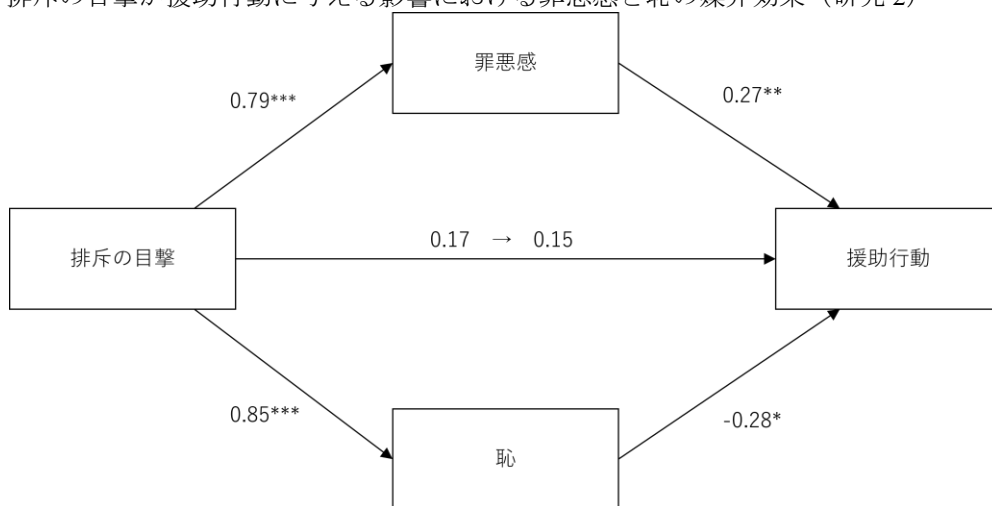 排斥の目撃が援助行動に与える影響における罪悪感と恥の媒介効果（研究 2）
罪悪感
0.79***
0.27**
排斥の目撃
0.17 → 0.15
援助行動
0.85***
-0.28*
恥